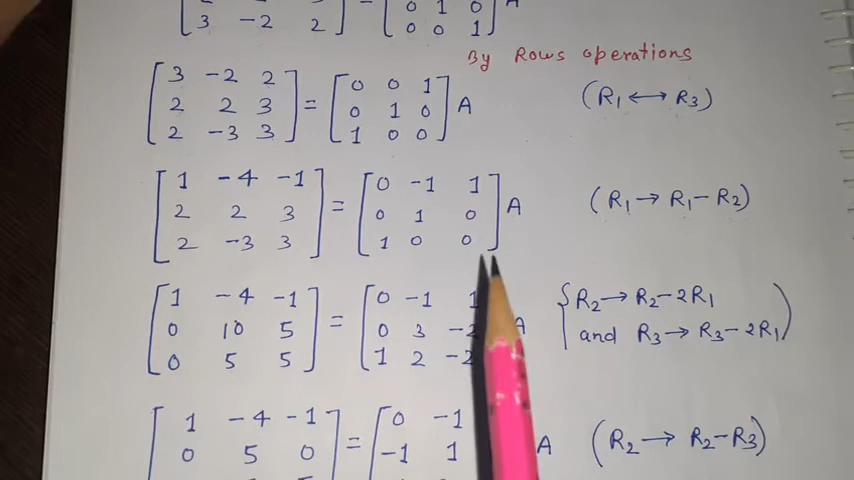 0 1 0 A
3 -2 2 0 0 1
By Rows operations
3 -2 2 0 0 1
2 2 3 = 0 1 0 A (R₁ ↔ R₃)
2 -3 3 1 0 0
1 -4 -1 0 -1 1
2 2 3 = 0 1 0 A (R₁ → R₁ - R₂)
2 -3 3 1 0 0
1 -4 -1 0 -1 1 { R₂ → R₂ - 2R₁
0 10 5 = 0 3 -2 A and R₃ → R₃ - 2R₁ )
0 5 5 1 2 -2
1 -4 -1 0 -1
0 5 0 = -1 1 A (R₂ → R₂ - R₃)